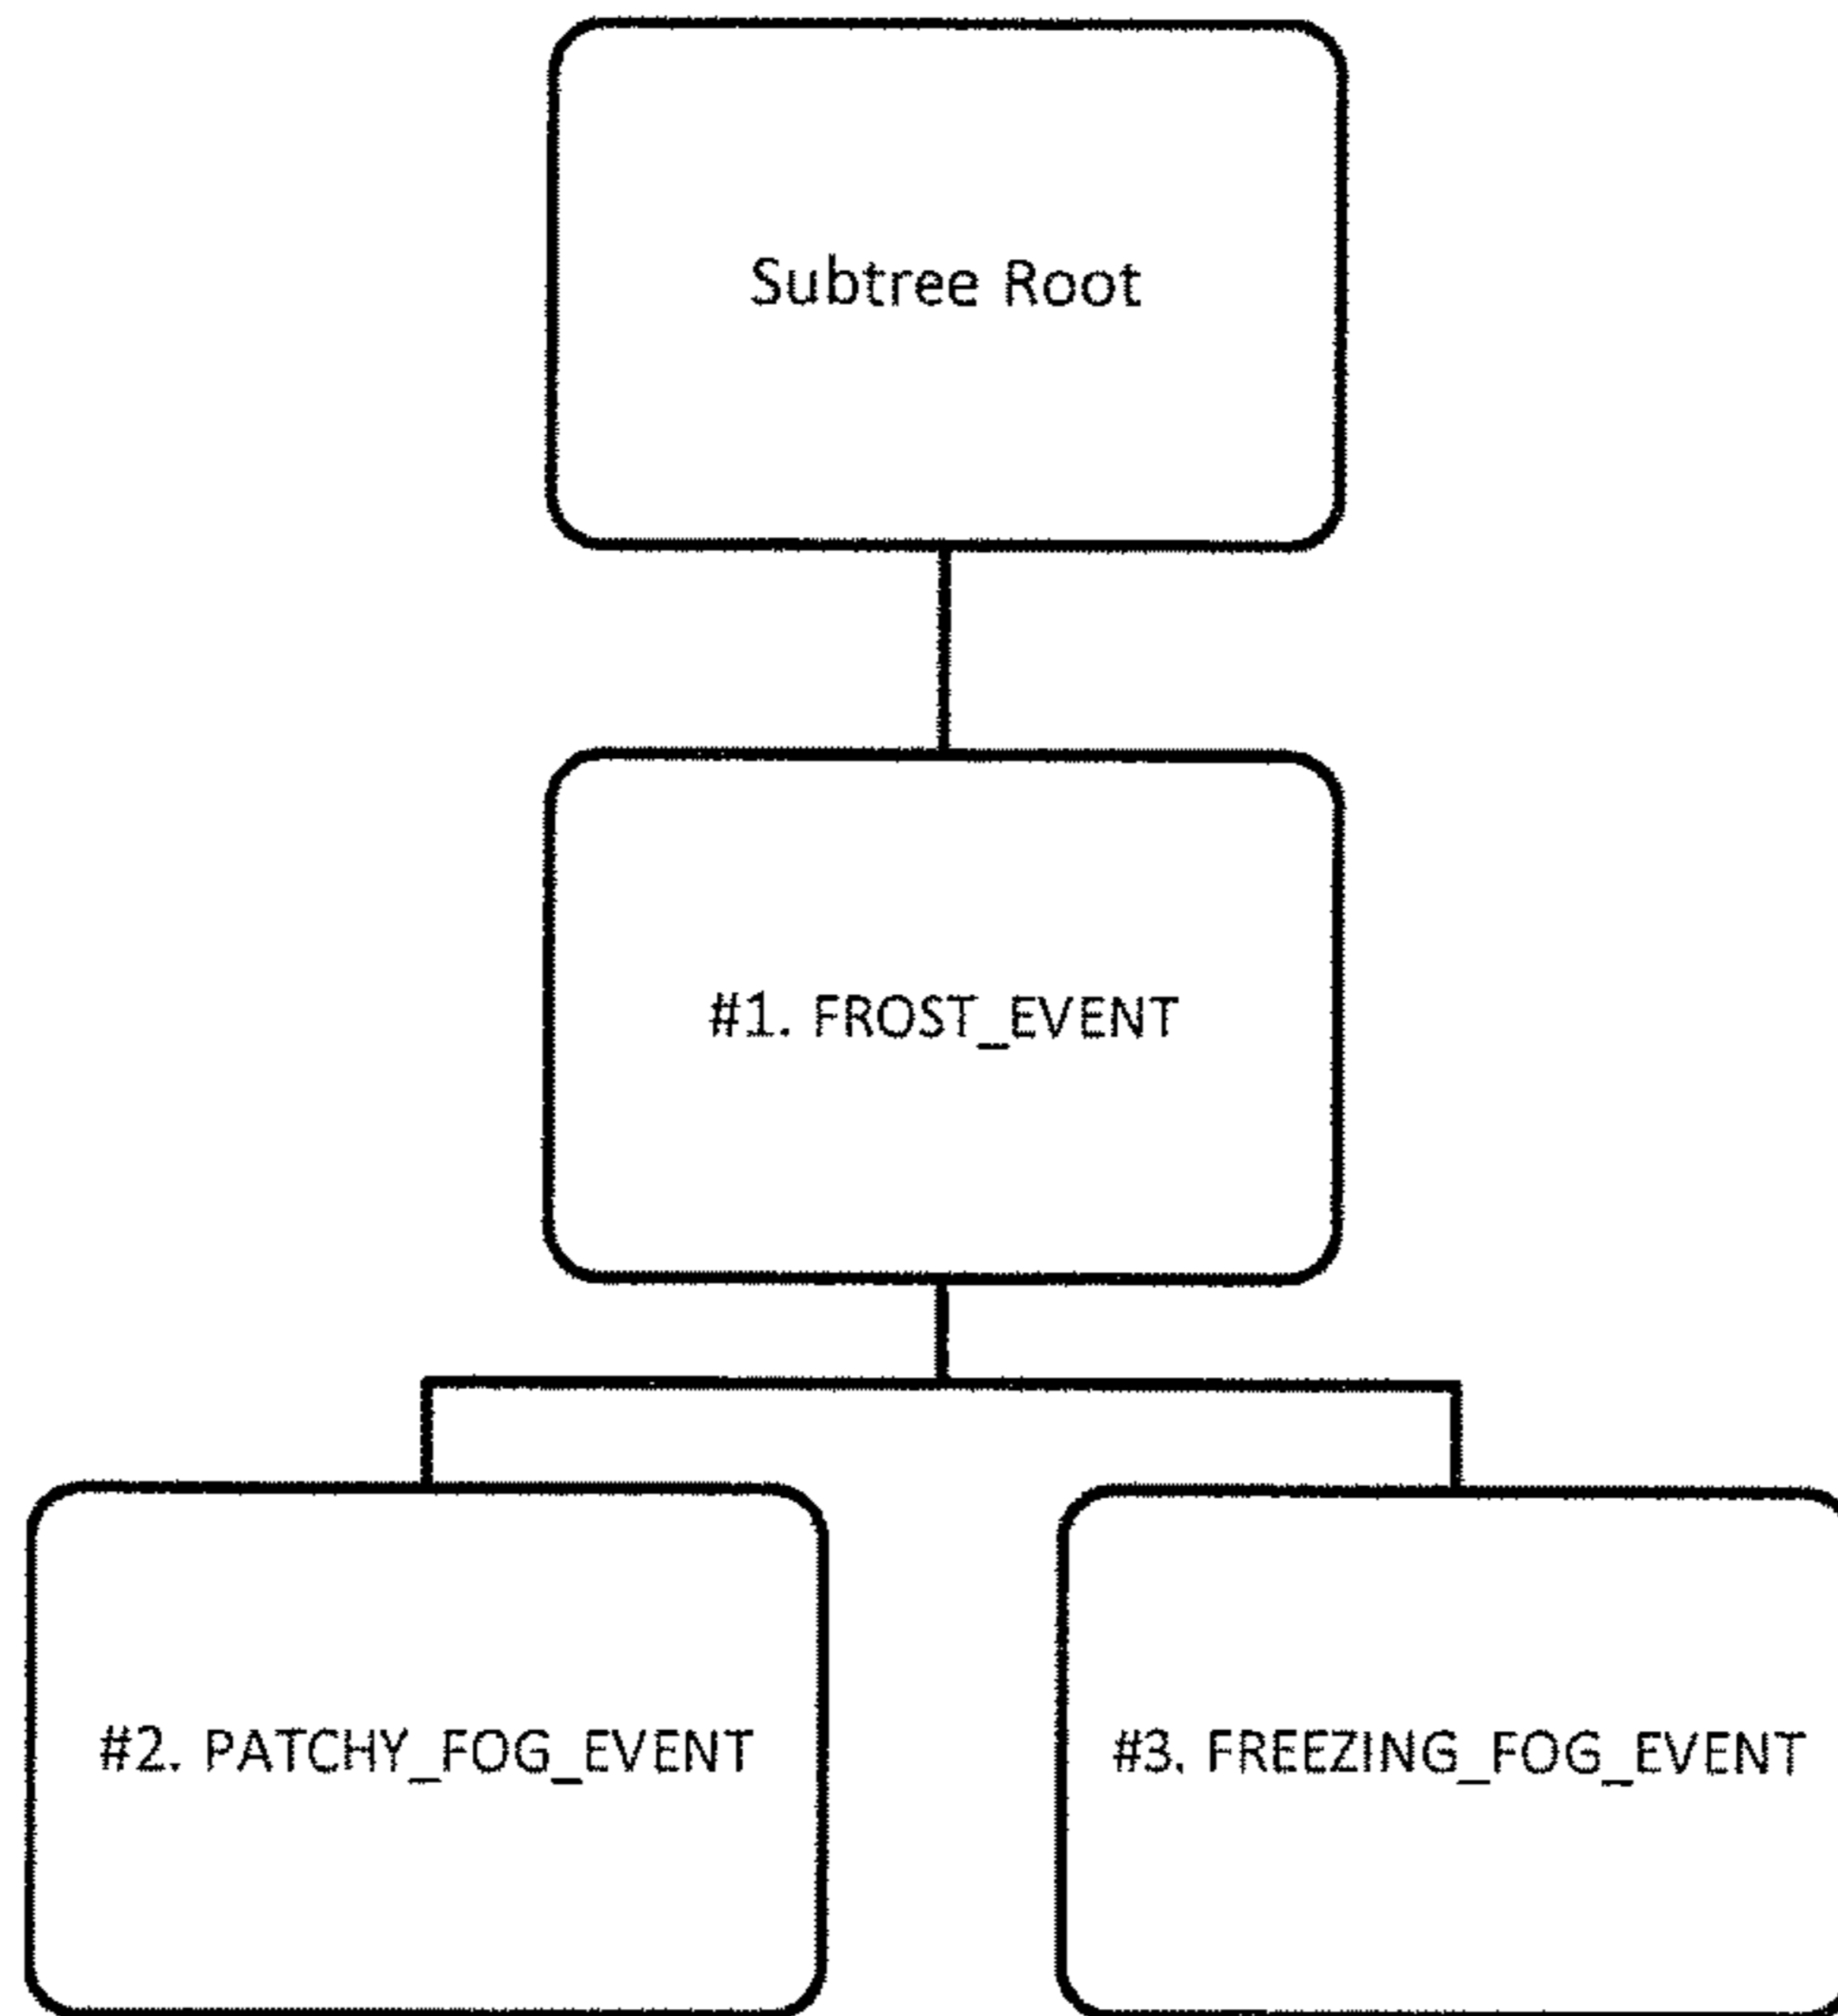 Subtree Root
#1. FROST_EVENT
#2. PATCHY_FOG_EVENT
#3. FREEZING_FOG_EVENT